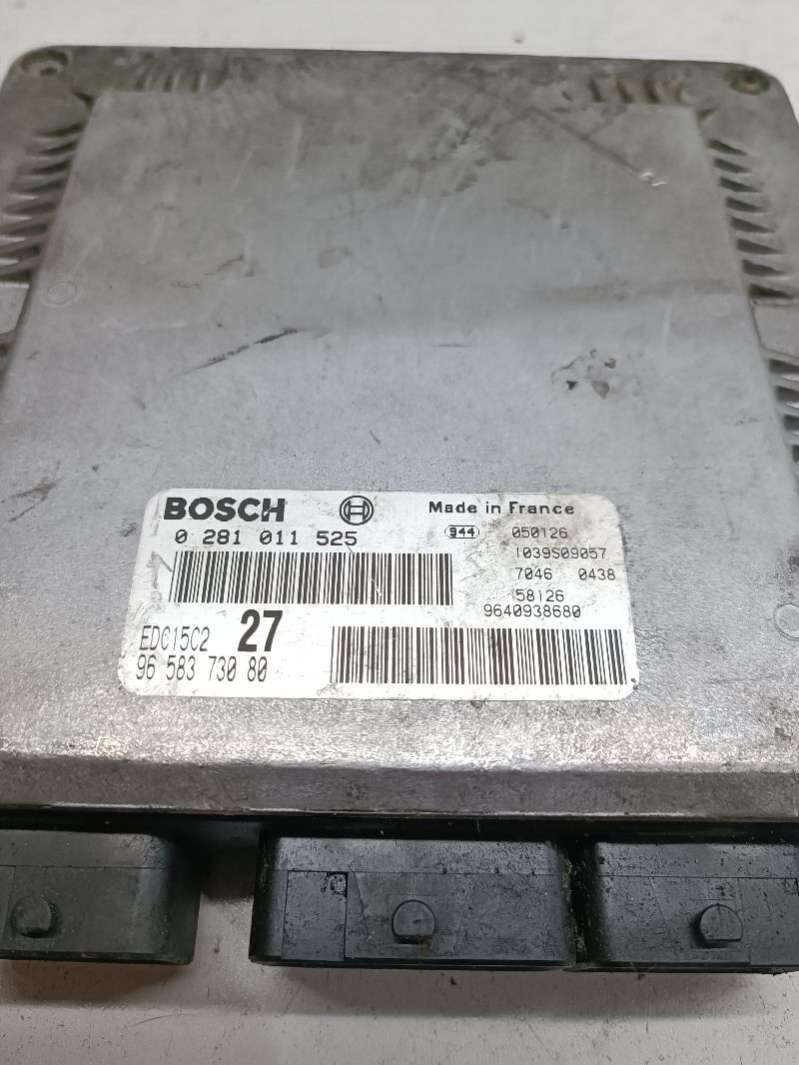 BOSCH
Made in France
0 281 011 525
944
050126
1039S09057
7046 0438
58126
9640938680
EDC15C2 27
96 583 730 80